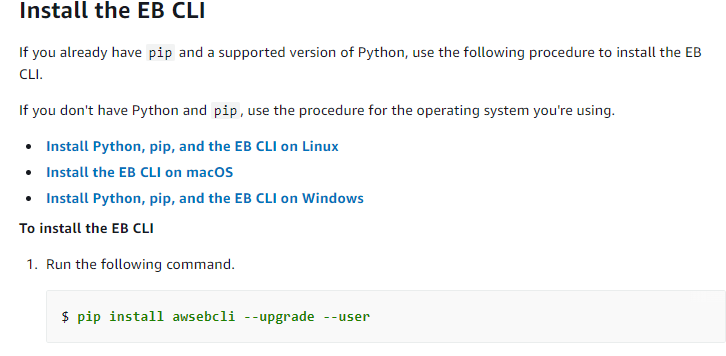 Install the EB CLI
If you already have pip and a supported version of Python, use the following procedure to install the EB
CLI.
If you don't have Python and pip, use the procedure for the operating system you're using.
• Install Python, pip, and the EB CLI on Linux
• Install the EB CLI on macOS
• Install Python, pip, and the EB CLI on Windows
To install the EB CLI
1. Run the following command.
$ pip install awsebcli --upgrade --user